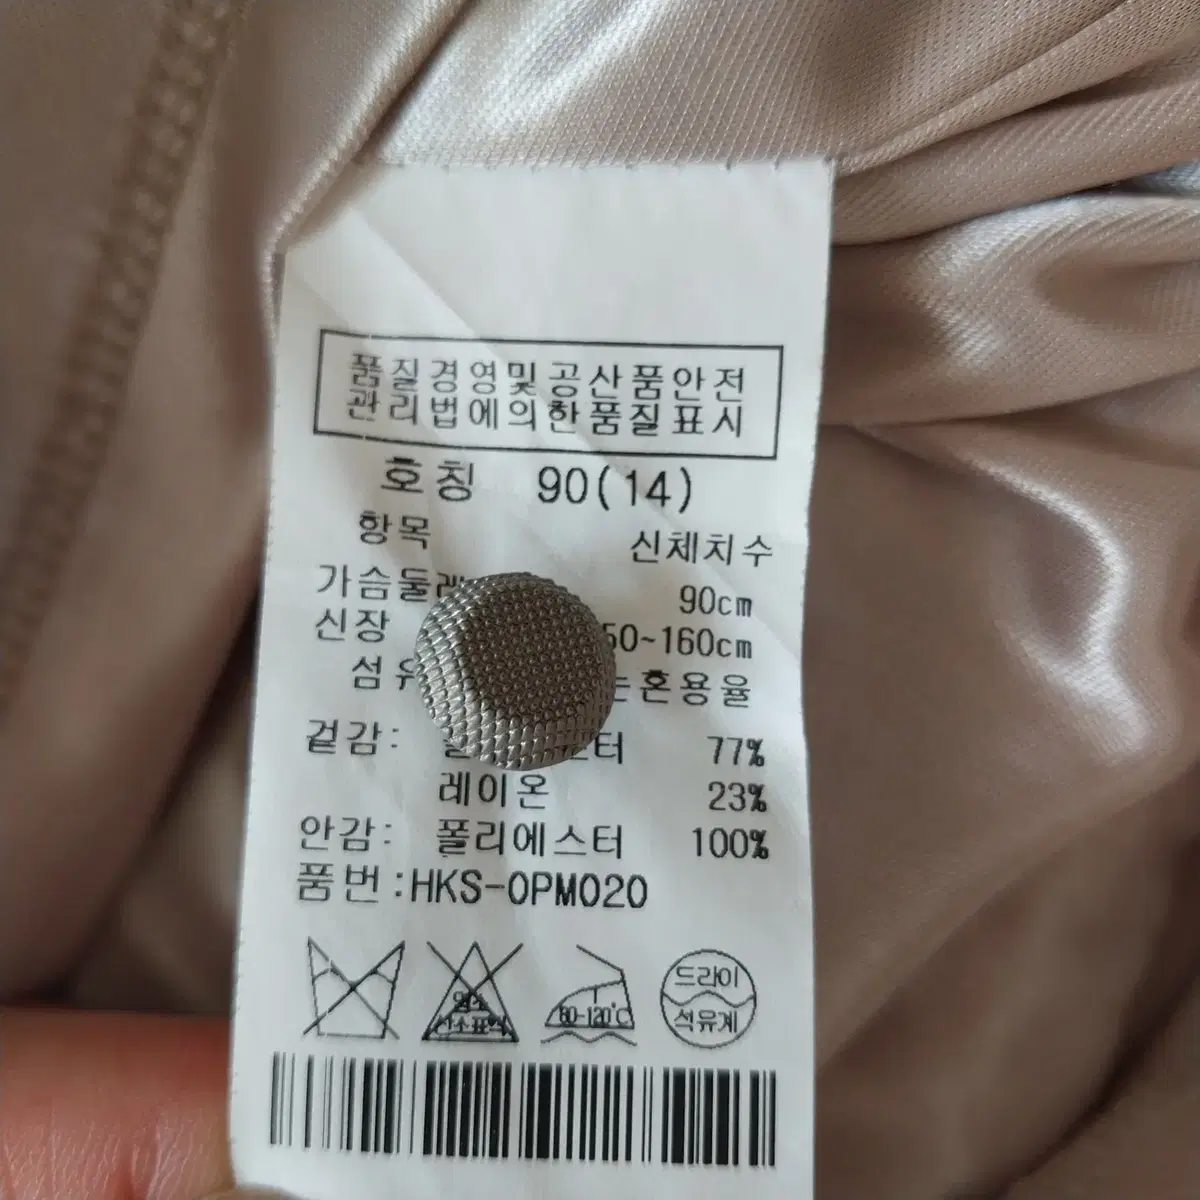 품질경영및공산품안전
관리법에의한품질표시
호칭 90(14)
항목 신체치수
가슴둘레 90cm
신장 50~160cm
혼용율
겉감: 77%
레이온 23%
안감: 폴리에스터 100%
품번:HKS-0PM020
80-120℃
드라이
석유계